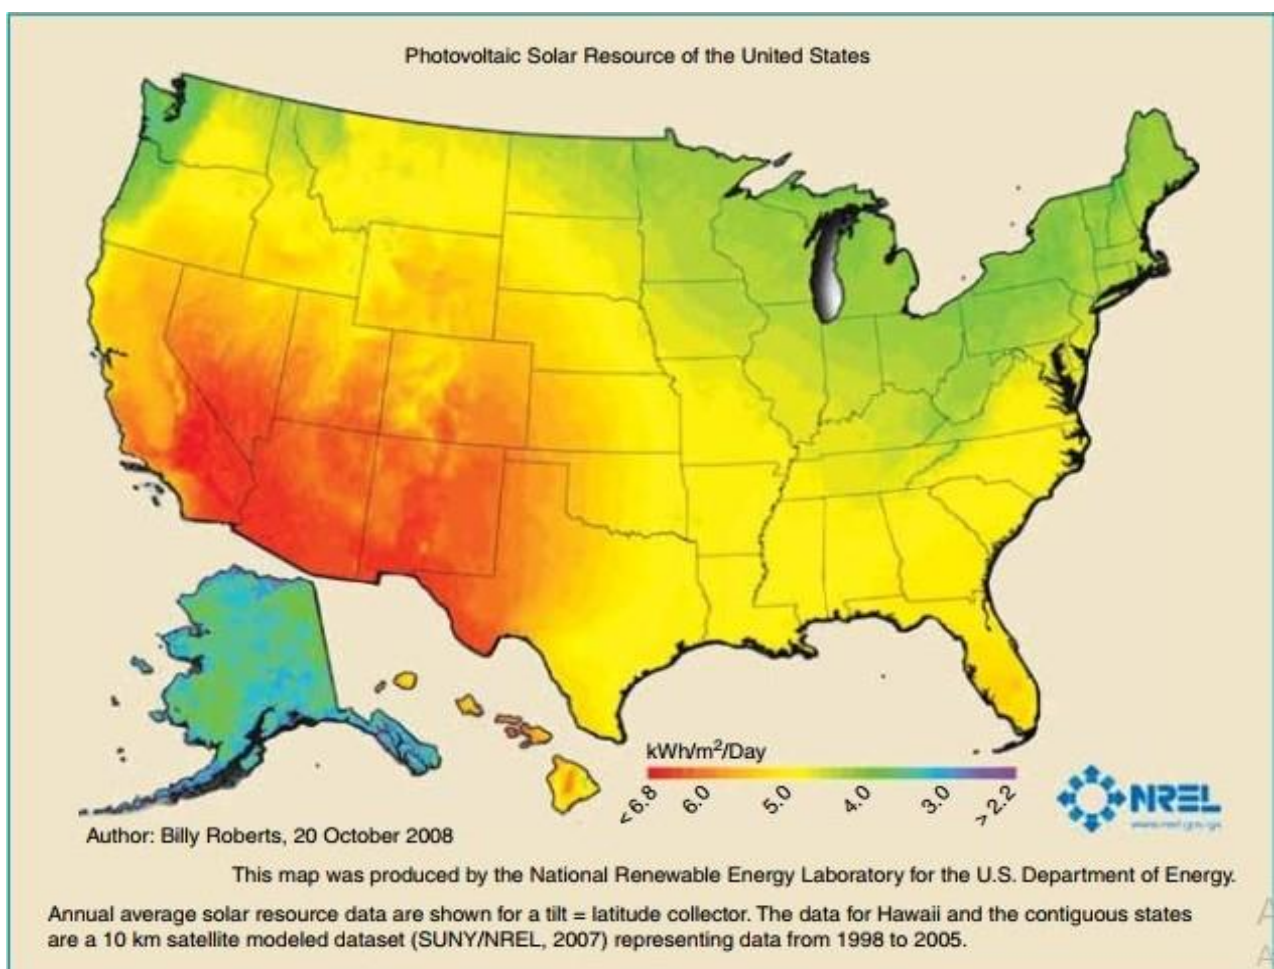 Photovoltaic Solar Resource of the United States
kWh/m²/Day
< 6.8 6.0 5.0 4.0 3.0 > 2.2
NREL
Author: Billy Roberts, 20 October 2008
This map was produced by the National Renewable Energy Laboratory for the U.S. Department of Energy.
Annual average solar resource data are shown for a tilt = latitude collector. The data for Hawaii and the contiguous states
are a 10 km satellite modeled dataset (SUNY/NREL, 2007) representing data from 1998 to 2005.